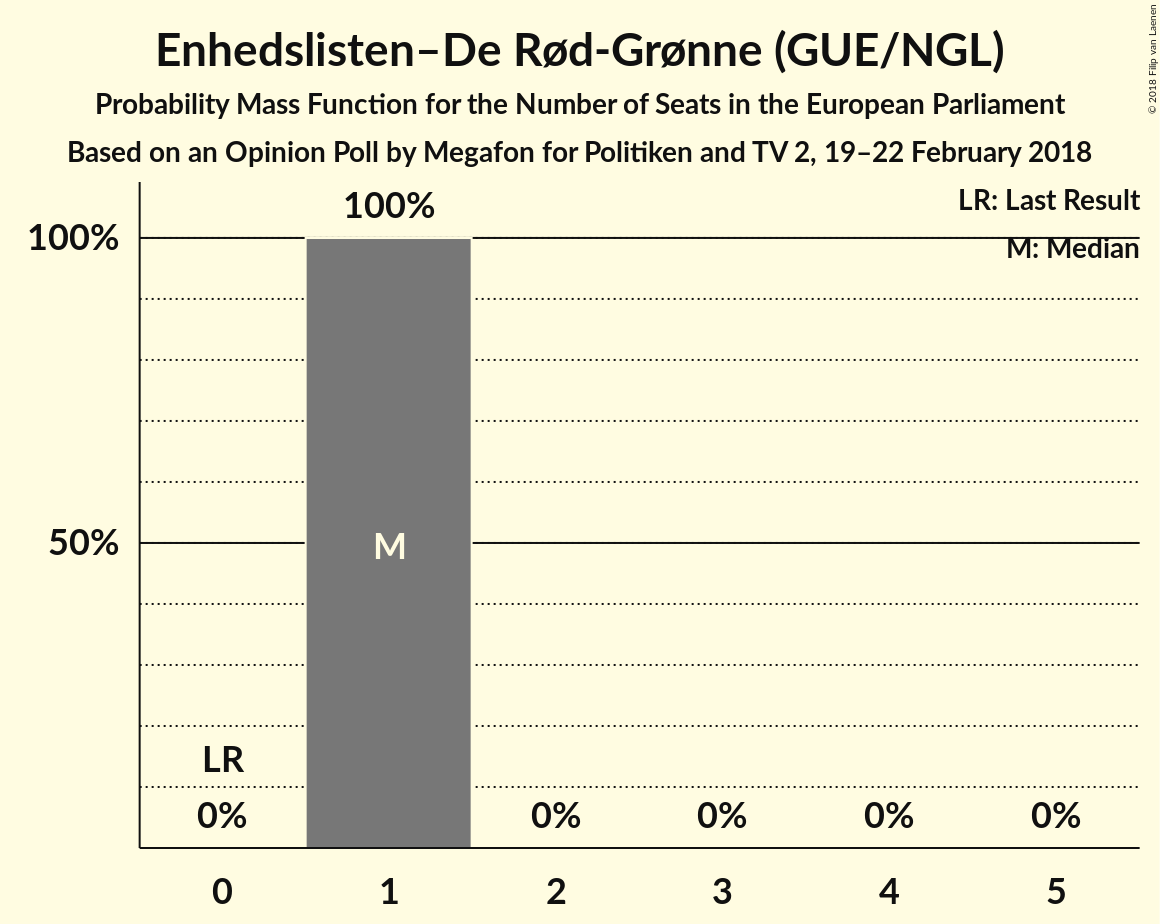 Enhedslisten–De Rød-Grønne (GUE/NGL)
Probability Mass Function for the Number of Seats in the European Parliament
Based on an Opinion Poll by Megafon for Politiken and TV 2, 19–22 February 2018
© 2018 Filip van Laenen
LR: Last Result
M: Median
100%
100%
50%
M
LR
0% 0% 0% 0% 0%
0 1 2 3 4 5